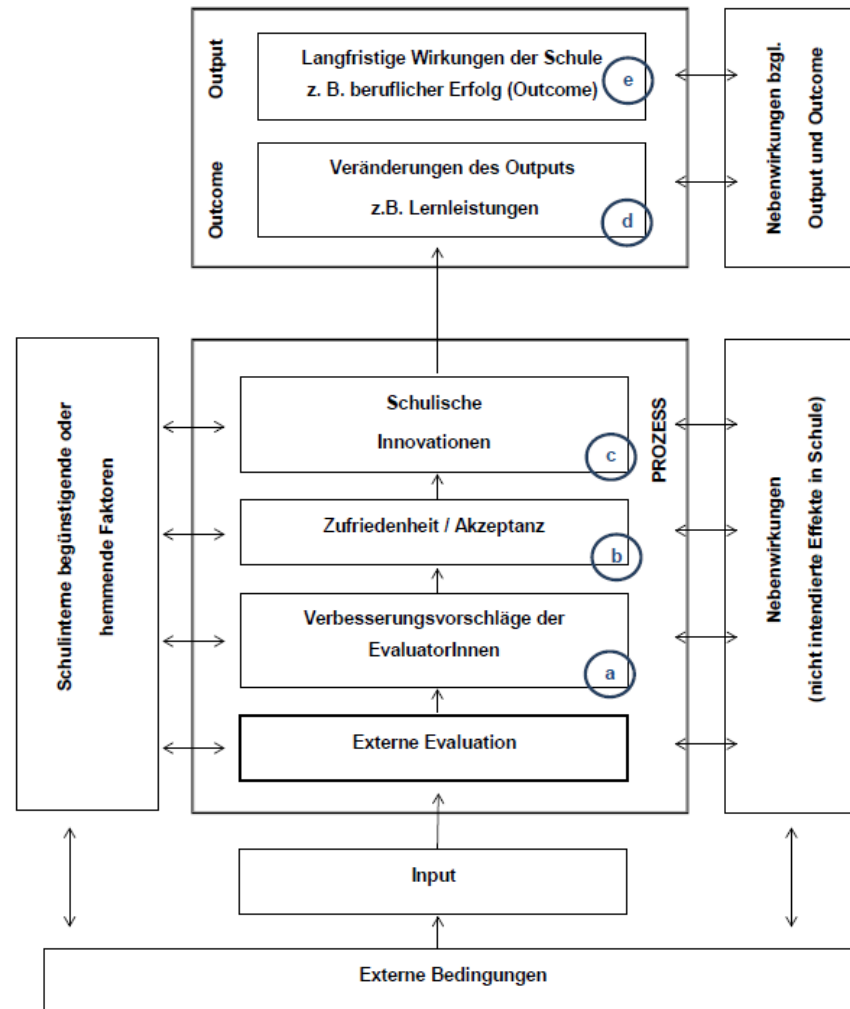 Output
Langfristige Wirkungen der Schule
z. B. beruflicher Erfolg (Outcome)
e
Outcome
Veränderungen des Outputs
z.B. Lernleistungen
d
Nebenwirkungen bzgl.
Output und Outcome
Schulinterne begünstigende oder
hemmende Faktoren
PROZESS
Schulische
Innovationen
c
Zufriedenheit / Akzeptanz
b
Verbesserungsvorschläge der
EvaluatorInnen
a
Externe Evaluation
Nebenwirkungen
(nicht intendierte Effekte in Schule)
Input
Externe Bedingungen